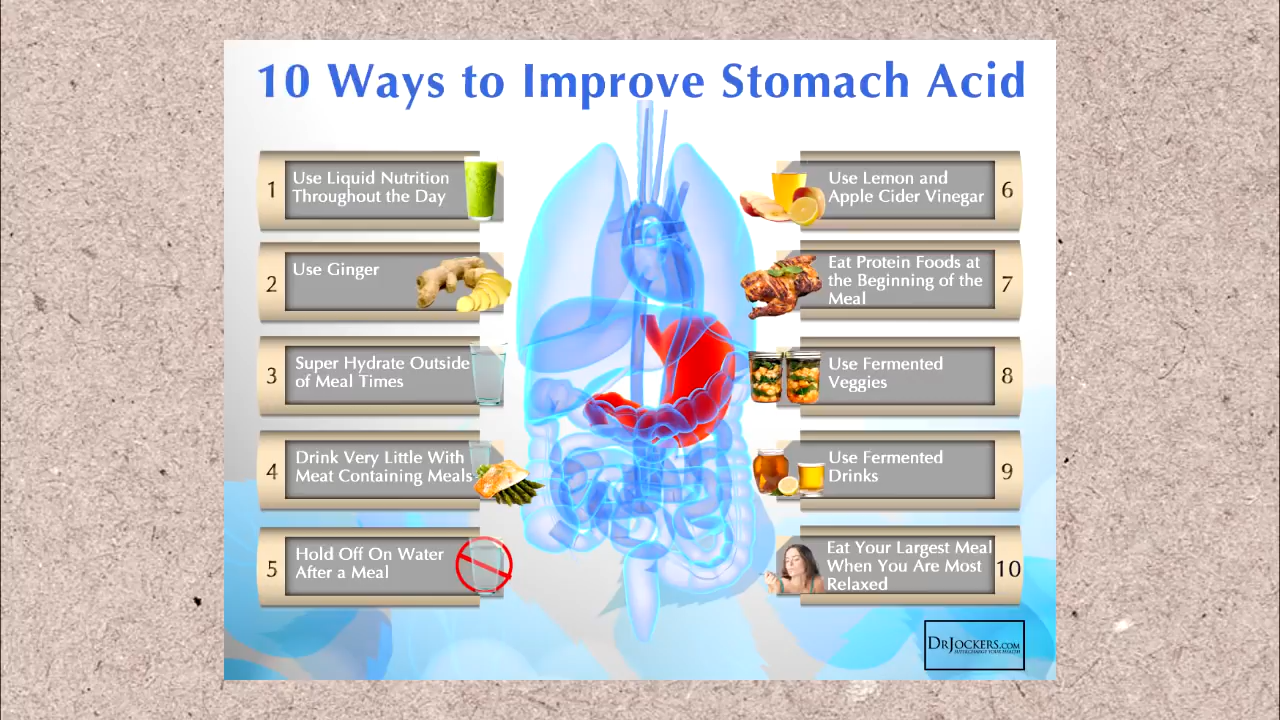 10 Ways to Improve Stomach Acid
1
Use Liquid Nutrition
Throughout the Day
2
Use Ginger
3
Super Hydrate Outside
of Meal Times
4
Drink Very Little With
Meat Containing Meals
5
Hold Off On Water
After a Meal
Use Lemon and
Apple Cider Vinegar
6
Eat Protein Foods at
the Beginning of the
Meal
7
Use Fermented
Veggies
8
Use Fermented
Drinks
9
Eat Your Largest Meal
When You Are Most
Relaxed
10
DrJockers.com
SUPERCHARGE YOUR HEALTH